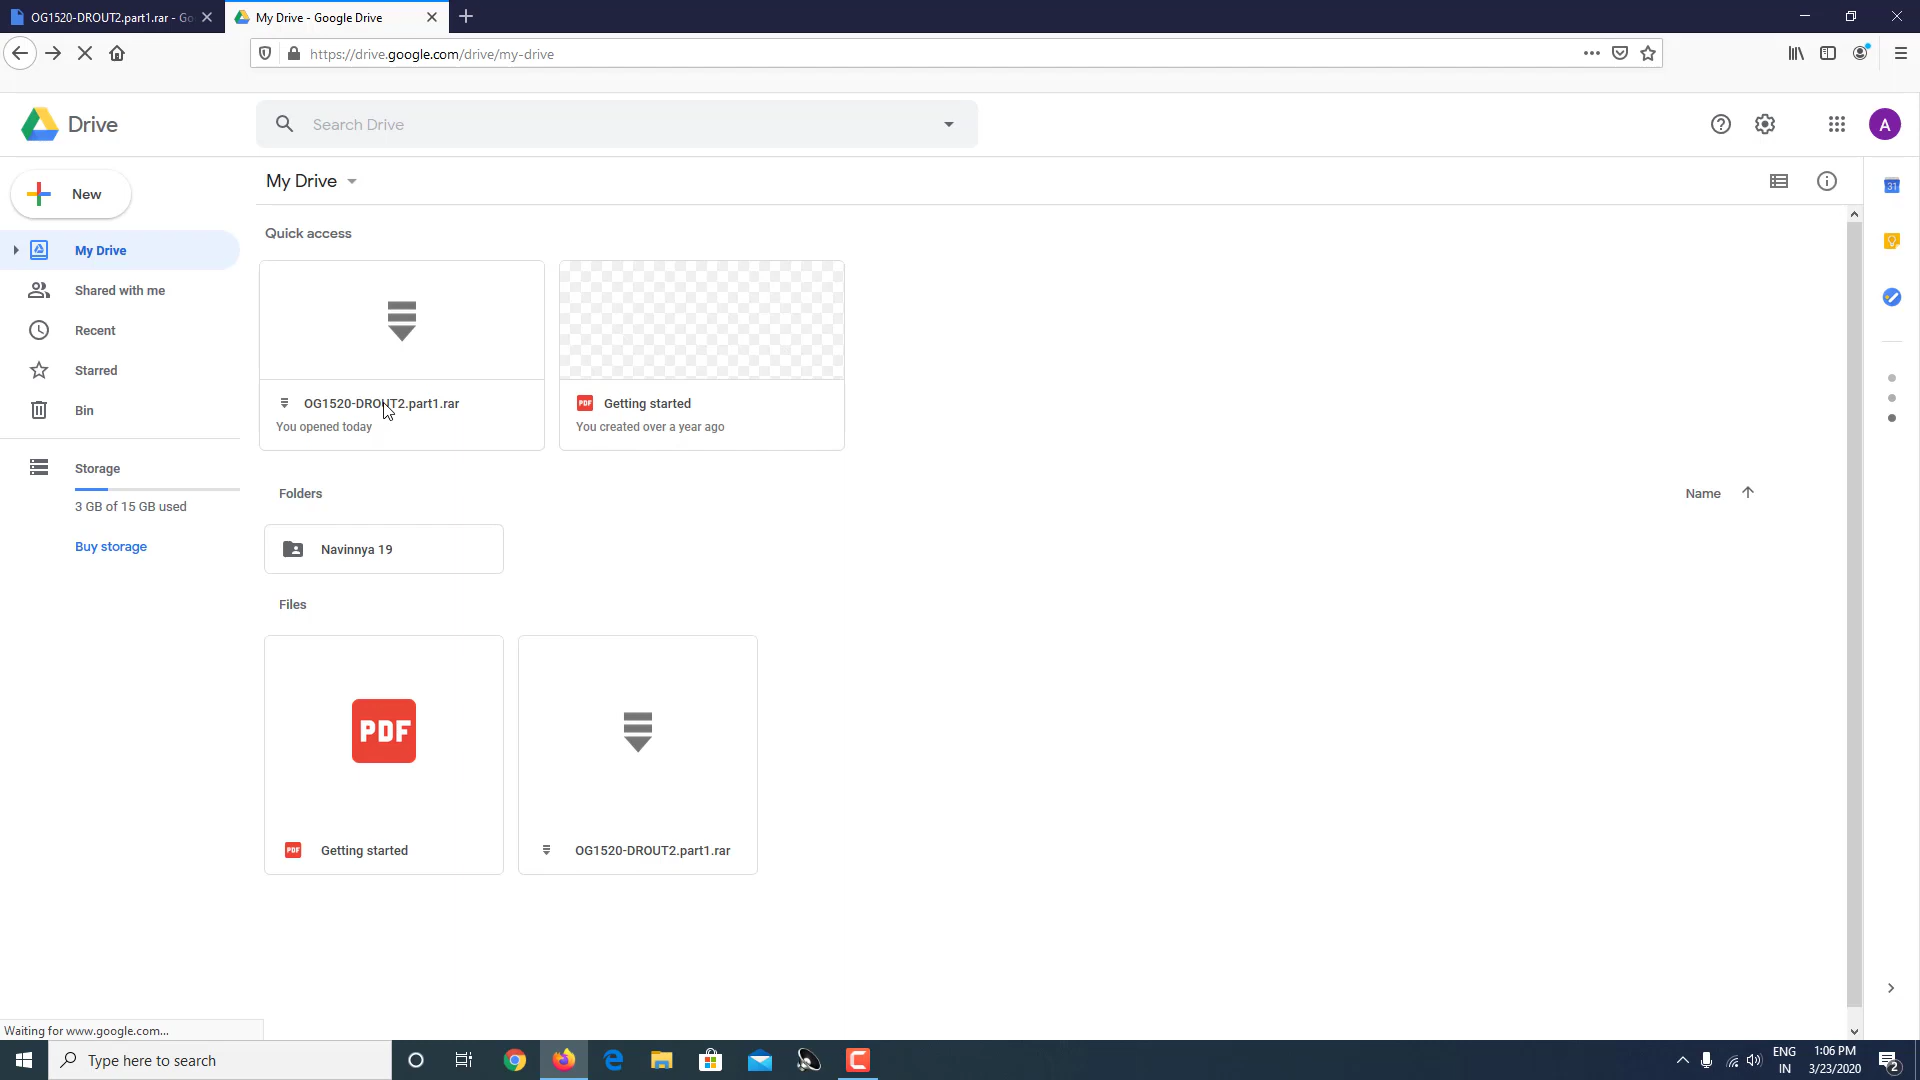 OG1520-DROUT2.part1.rar - Go
My Drive - Google Drive
https://drive.google.com/drive/my-drive
Drive
Search Drive
A
New
My Drive
31
Quick access
My Drive
Shared with me
Recent
Starred
Bin
OG1520-DROUT2.part1.rar
You opened today
PDF
Getting started
You created over a year ago
Storage
3 GB of 15 GB used
Buy storage
Folders
Name
Navinnya 19
Files
PDF
PDF
Getting started
OG1520-DROUT2.part1.rar
Waiting for www.google.com...
Type here to search
ENG
IN
1:06 PM
3/23/2020
2